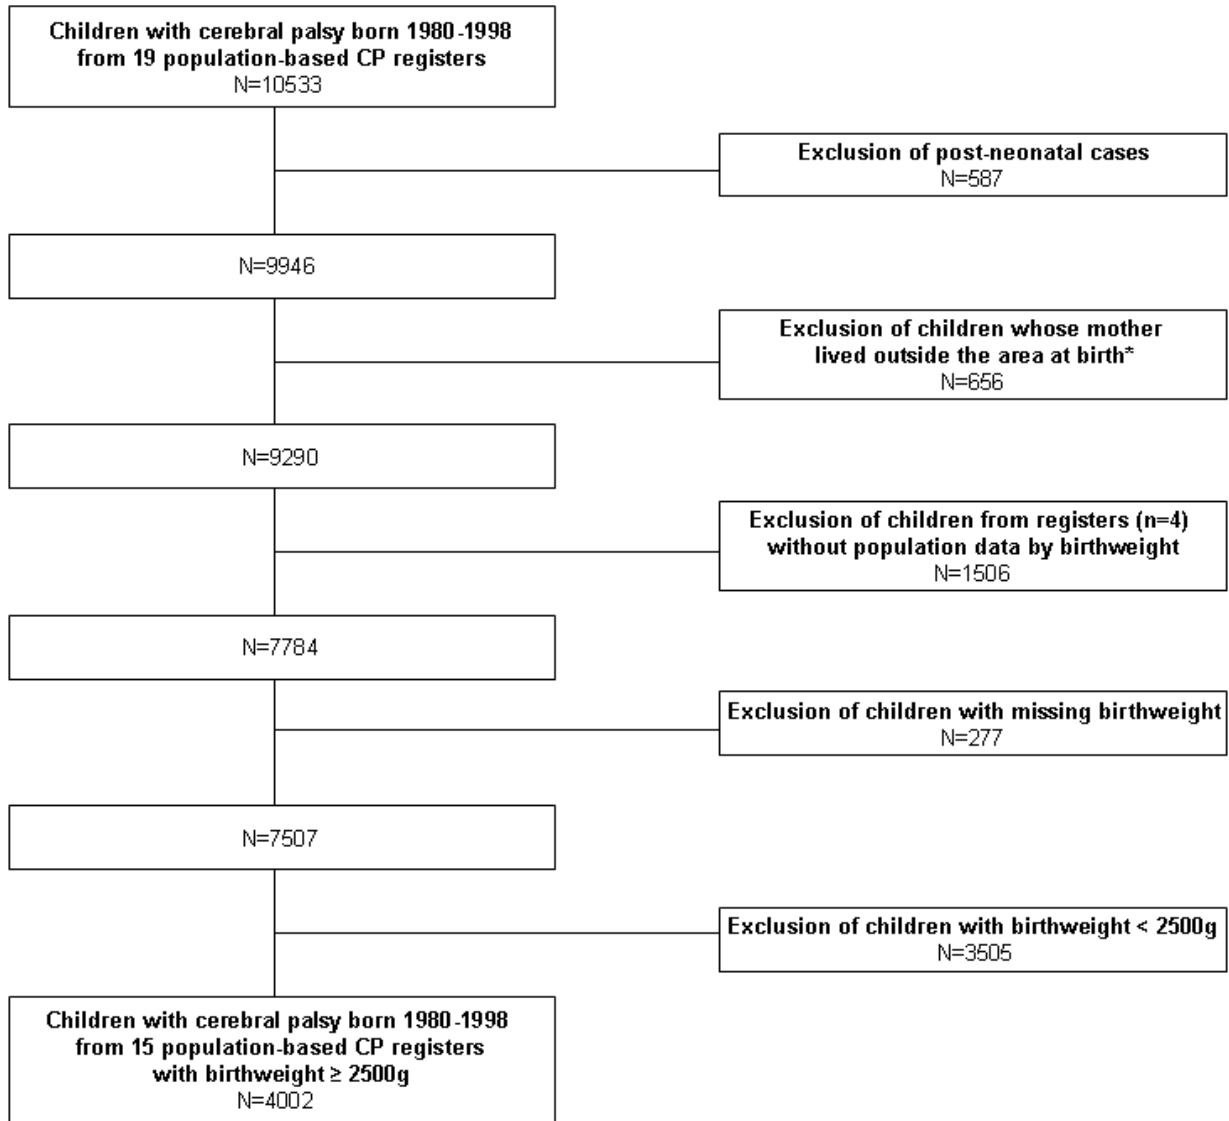 Children with cerebral palsy born 1980-1998
from 19 population-based CP registers
N=10533
Exclusion of post-neonatal cases
N=587
N=9946
Exclusion of children whose mother
lived outside the area at birth*
N=656
N=9290
Exclusion of children from registers (n=4)
without population data by birthweight
N=1506
N=7784
Exclusion of children with missing birthweight
N=277
N=7507
Exclusion of children with birthweight < 2500g
N=3505
Children with cerebral palsy born 1980-1998
from 15 population-based CP registers
with birthweight ≥ 2500g
N=4002